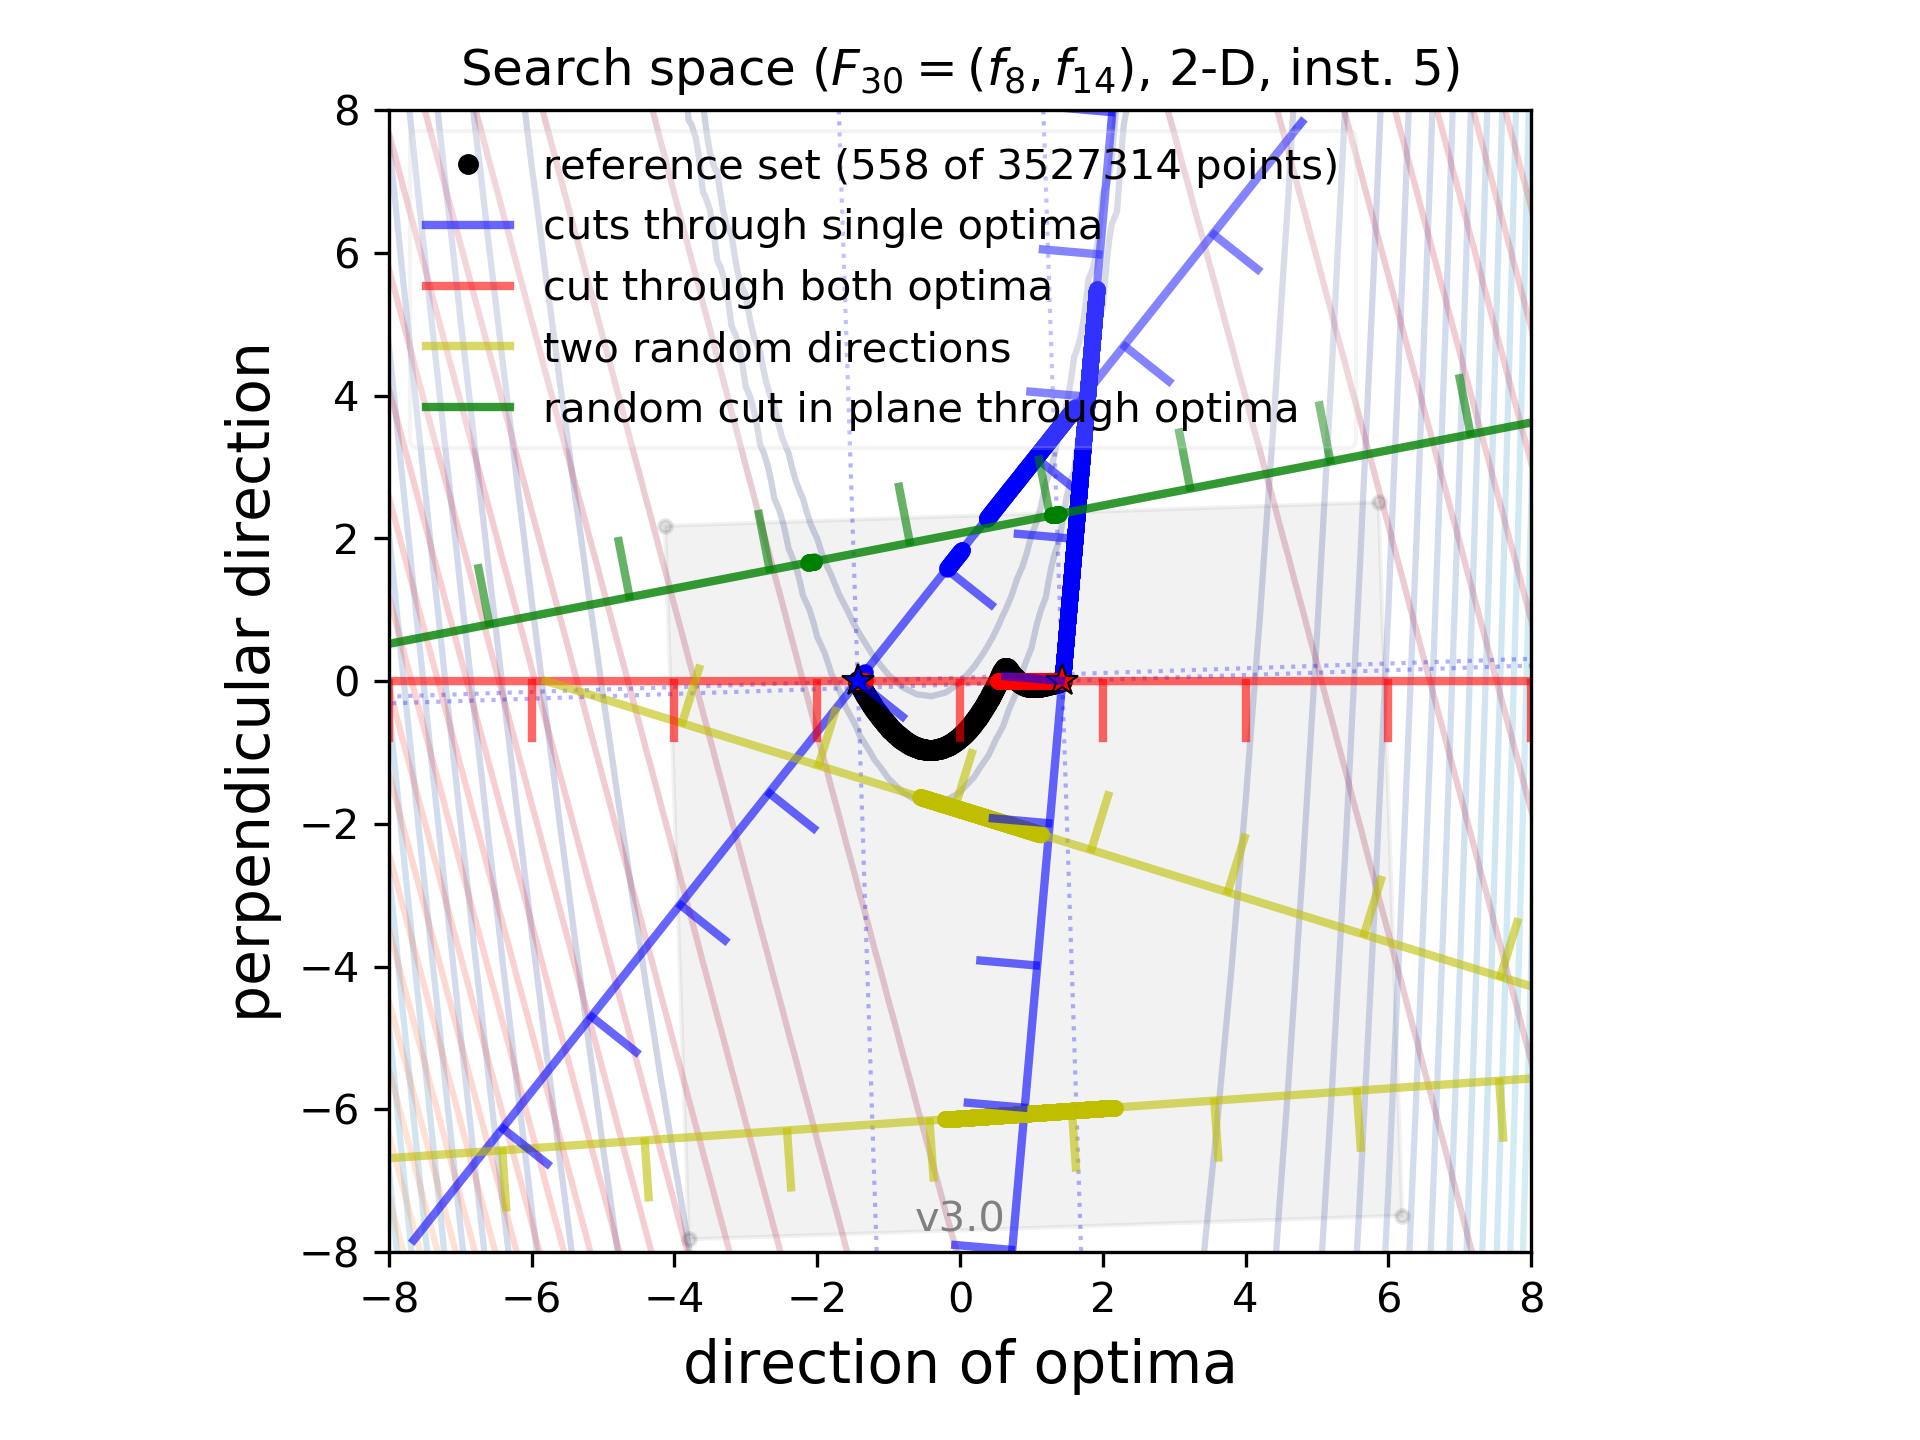 Search space (F30 = (f8, f14), 2-D, inst. 5)
reference set (558 of 3527314 points)
cuts through single optima
cut through both optima
two random directions
random cut in plane through optima
8
6
4
2
0
−2
−4
−6
−8
perpendicular direction
v3.0
−8 −6 −4 −2 0 2 4 6 8
direction of optima